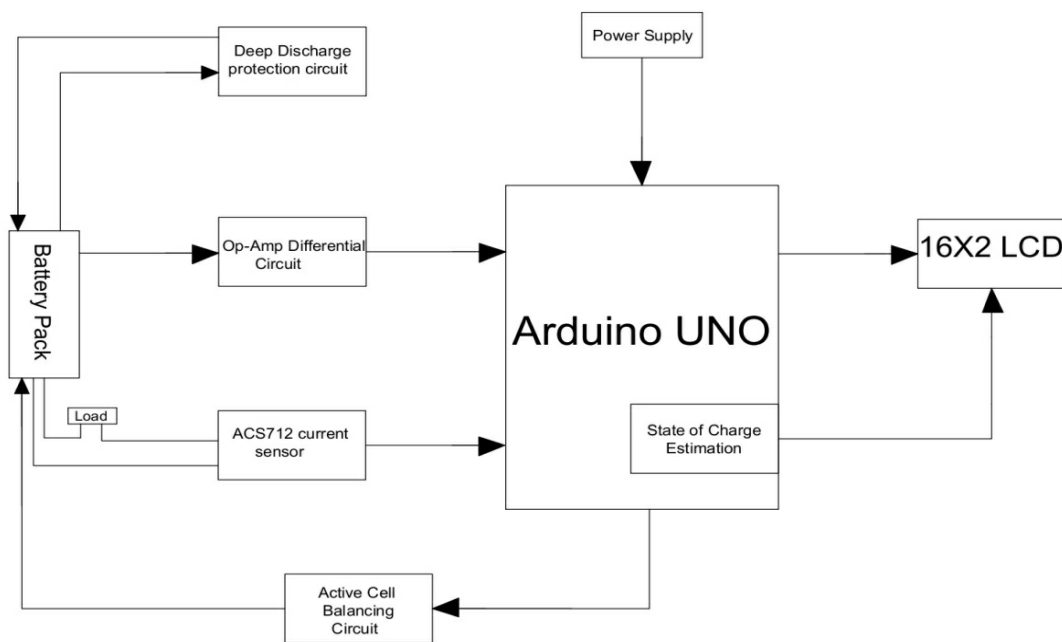 Deep Discharge
protection circuit
Power Supply
Battery Pack
Op-Amp Differential
Circuit
Arduino UNO
16X2 LCD
Load
ACS712 current
sensor
State of Charge
Estimation
Active Cell
Balancing
Circuit